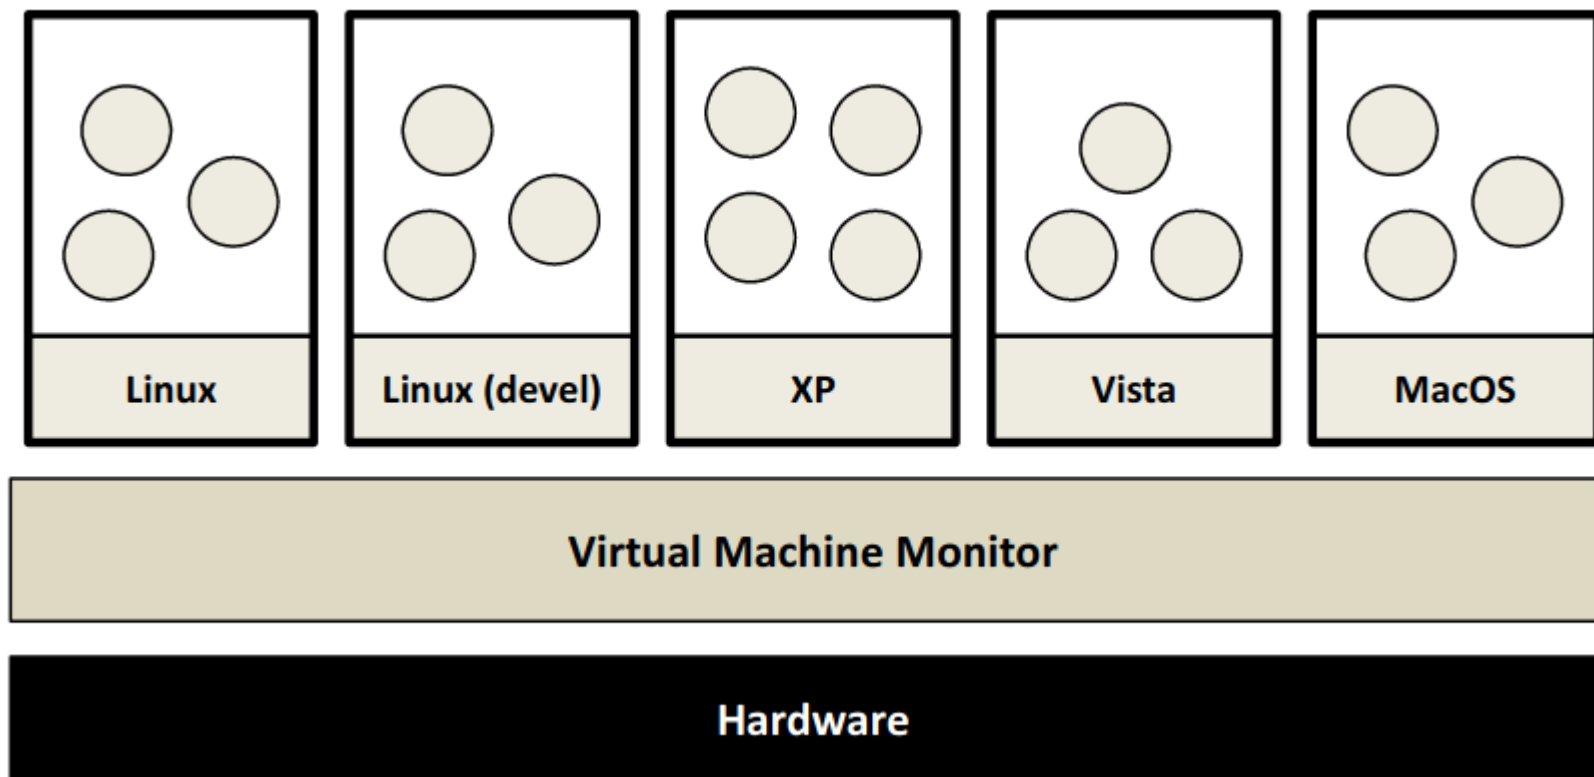 Linux
Linux (devel)
XP
Vista
MacOS
Virtual Machine Monitor
Hardware